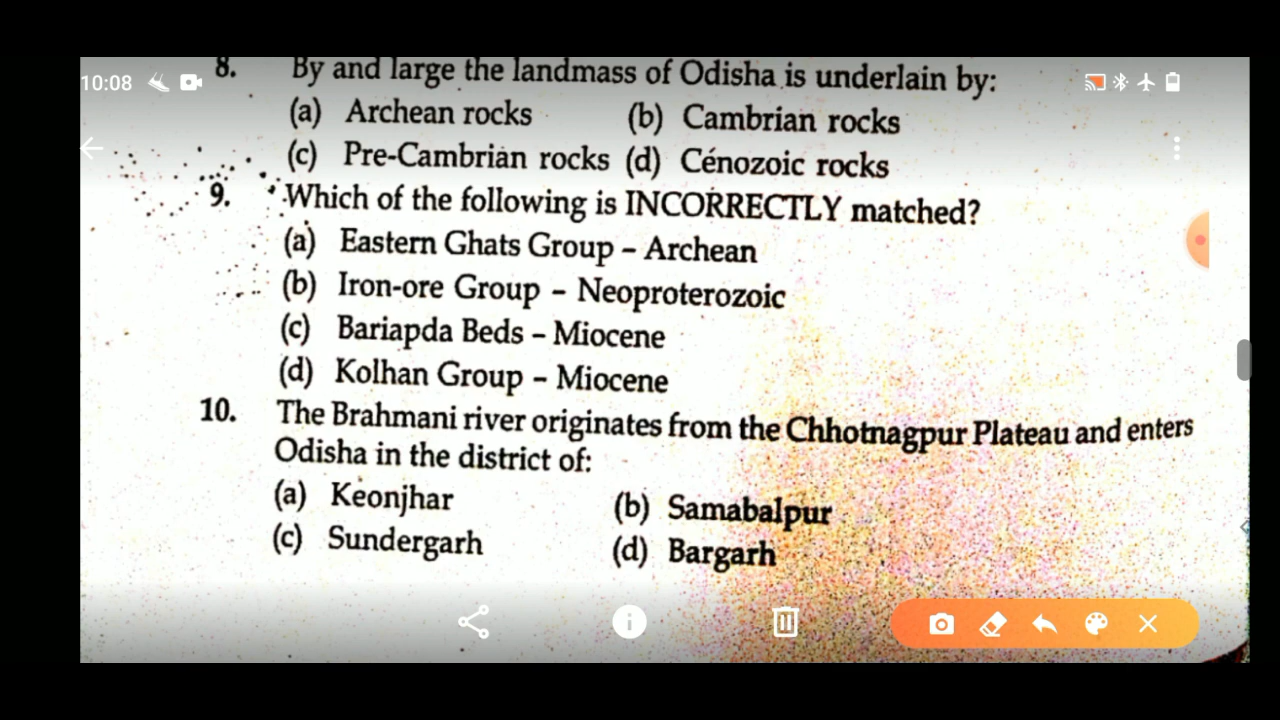 10:08
8. By and large the landmass of Odisha is underlain by:
(a) Archean rocks (b) Cambrian rocks
(c) Pre-Cambrian rocks (d) Cénozoic rocks
9. Which of the following is INCORRECTLY matched?
(a) Eastern Ghats Group – Archean
(b) Iron-ore Group – Neoproterozoic
(c) Bariapda Beds – Miocene
(d) Kolhan Group – Miocene
10. The Brahmani river originates from the Chhotnagpur Plateau and enters
Odisha in the district of:
(a) Keonjhar (b) Samabalpur
(c) Sundergarh (d) Bargarh